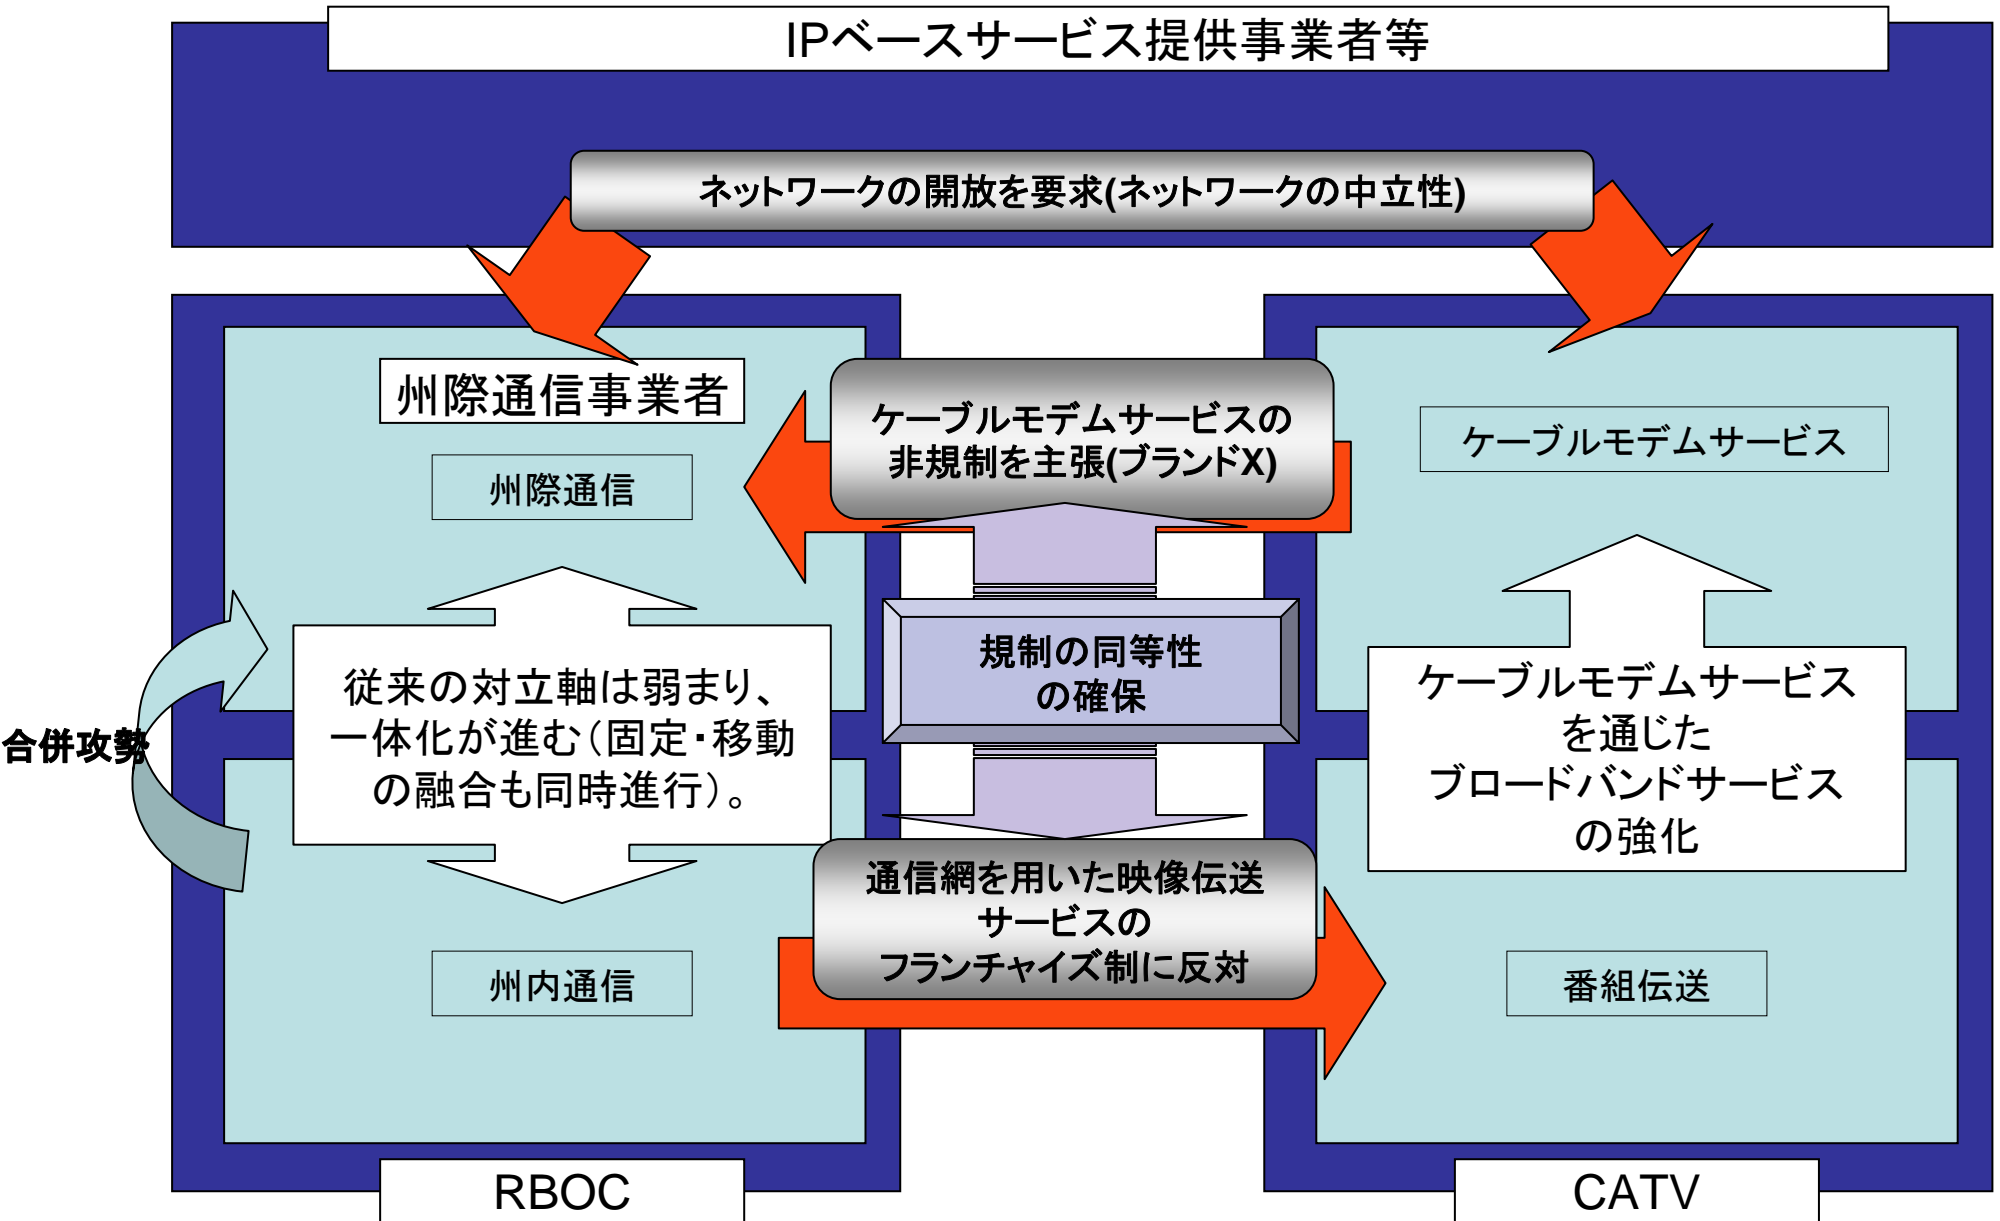 IPベースサービス提供事業者等
ネットワークの開放を要求(ネットワークの中立性)
州際通信事業者
州際通信
ケーブルモデムサービスの
非規制を主張(ブランドX)
ケーブルモデムサービス
合併攻勢
従来の対立軸は弱まり、
一体化が進む(固定・移動
の融合も同時進行)。
規制の同等性
の確保
ケーブルモデムサービス
を通じた
ブロードバンドサービス
の強化
州内通信
通信網を用いた映像伝送
サービスの
フランチャイズ制に反対
番組伝送
RBOC
CATV